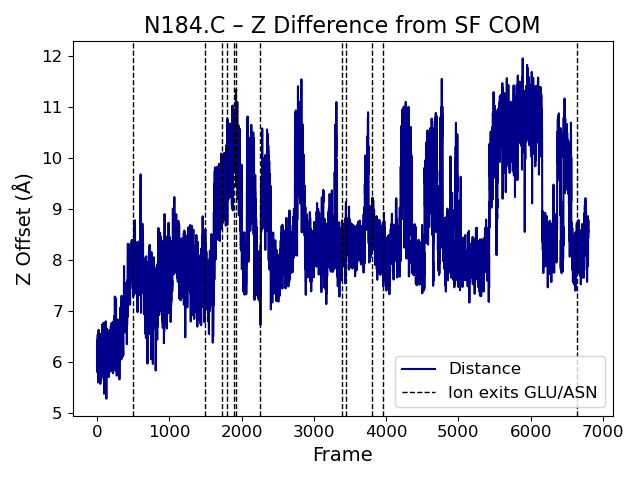 N184.C – Z Difference from SF COM
Z Offset (Å)
12
11
10
9
8
7
6
5
Distance
Ion exits GLU/ASN
0 1000 2000 3000 4000 5000 6000 7000
Frame